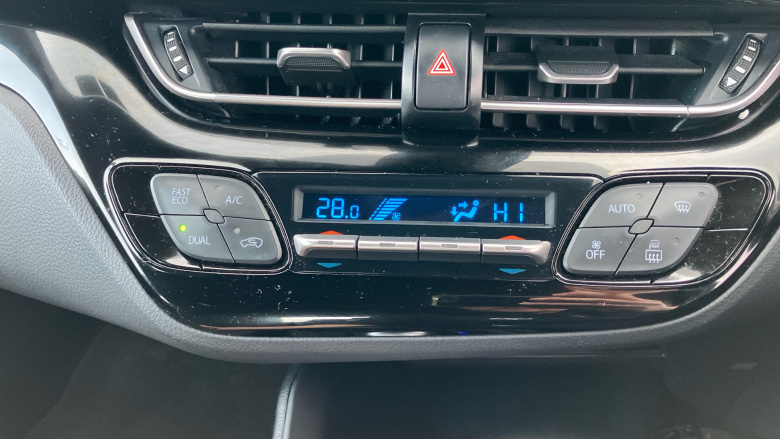 FAST
ECO
A/C
DUAL
28.0
HI
AUTO
OFF